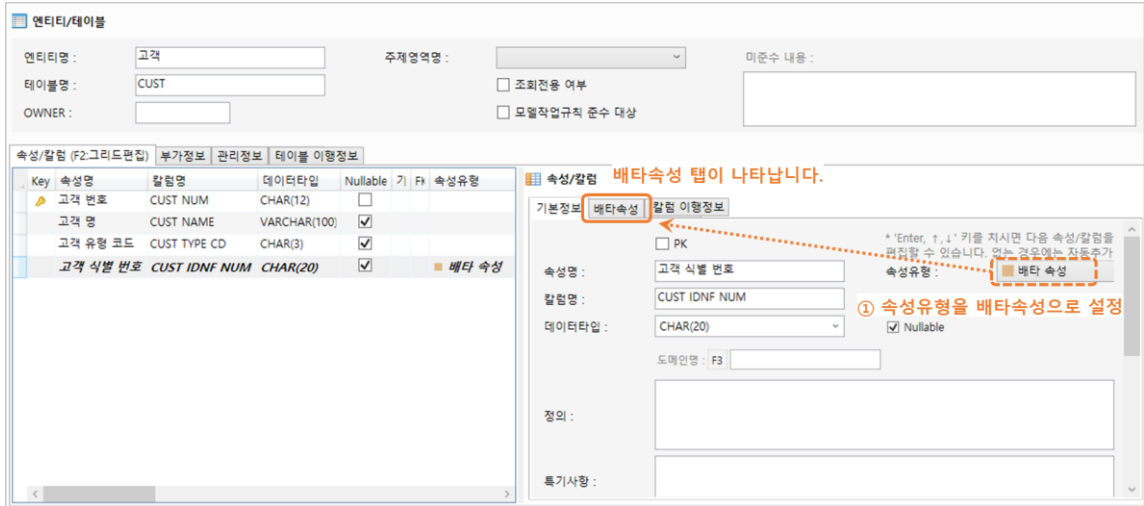 엔티티/테이블
엔티티명 : 고객 주제영역명 : 미준수 내용 :
테이블명 : CUST 조회전용 여부
OWNER : 모델작업규칙 준수 대상
속성/칼럼 (F2:그리드편집) 부가정보 관리정보 테이블 이행정보
Key 속성명 칼럼명 데이터타입 Nullable 기 FK 속성유형
고객 번호 CUST NUM CHAR(12)
고객 명 CUST NAME VARCHAR(100)
고객 유형 코드 CUST TYPE CD CHAR(3)
고객 식별 번호 CUST IDNF NUM CHAR(20) 배타 속성
속성/칼럼 배타속성 탭이 나타납니다.
기본정보 배타속성 칼럼 이행정보
PK * 'Enter, ↑,↓' 키를 치시면 다음 속성/칼럼을
편집할 수 있습니다. 없는 경우에는 자동추가
속성명 : 고객 식별 번호 속성유형 : 배타 속성
칼럼명 : CUST IDNF NUM ① 속성유형을 배타속성으로 설정
데이터타입 : CHAR(20) Nullable
도메인명 : F3
정의 :
특기사항 :